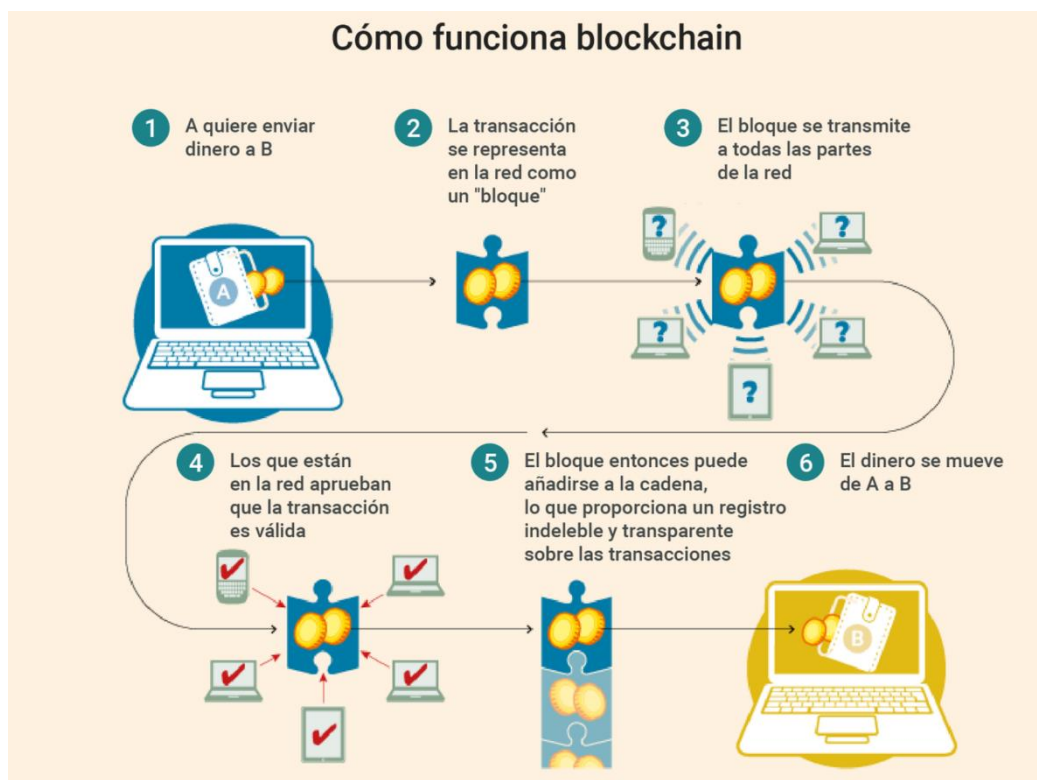 Cómo funciona blockchain
1
A quiere enviar
dinero a B
2
La transacción
se representa
en la red como
un "bloque"
3
El bloque se transmite
a todas las partes
de la red
A
?
?
?
?
?
4
Los que están
en la red aprueban
que la transacción
es válida
5
El bloque entonces puede
añadirse a la cadena,
lo que proporciona un registro
indeleble y transparente
sobre las transacciones
6
El dinero se mueve
de A a B
B